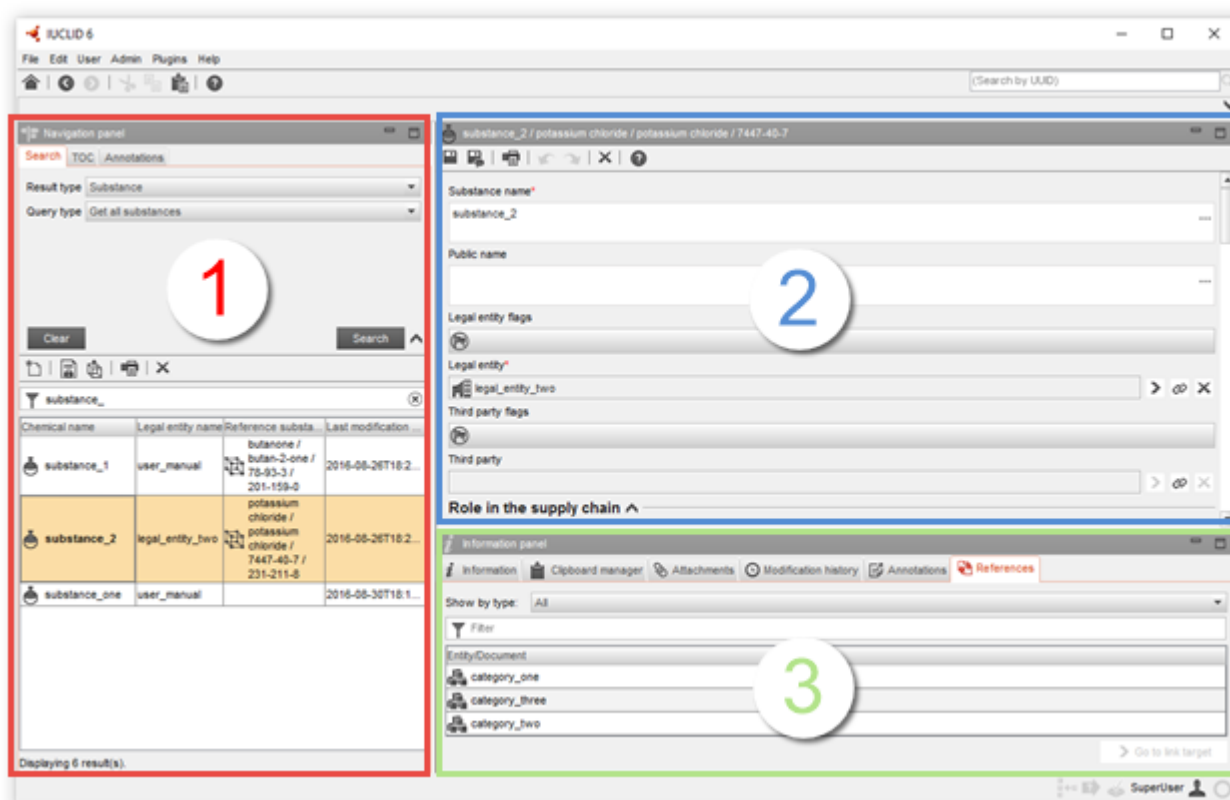 IUCLID 6
File Edit User Admin Plugins Help
(Search by UUID)
Navigation panel
Search TOC Annotations
Result type Substance
Query type Get all substances
1
Clear Search
substance_
Chemical name Legal entity name Reference substa... Last modification ...
substance_1 user_manual butanone / butan-2-one / 78-93-3 / 201-159-0 2016-08-26T18:2...
substance_2 legal_entity_two potassium chloride / potassium chloride / 7447-40-7 / 231-211-8 2016-08-26T18:2...
substance_one user_manual 2016-08-30T18:1...
Displaying 6 result(s).
substance_2 / potassium chloride / potassium chloride / 7447-40-7
Substance name*
substance_2
Public name
2
Legal entity flags
Legal entity*
legal_entity_two
Third party flags
Third party
Role in the supply chain
Information panel
Information Clipboard manager Attachments Modification history Annotations References
Show by type: All
Filter
Entity/Document
category_one
category_three
category_two
3
Go to link target
SuperUser